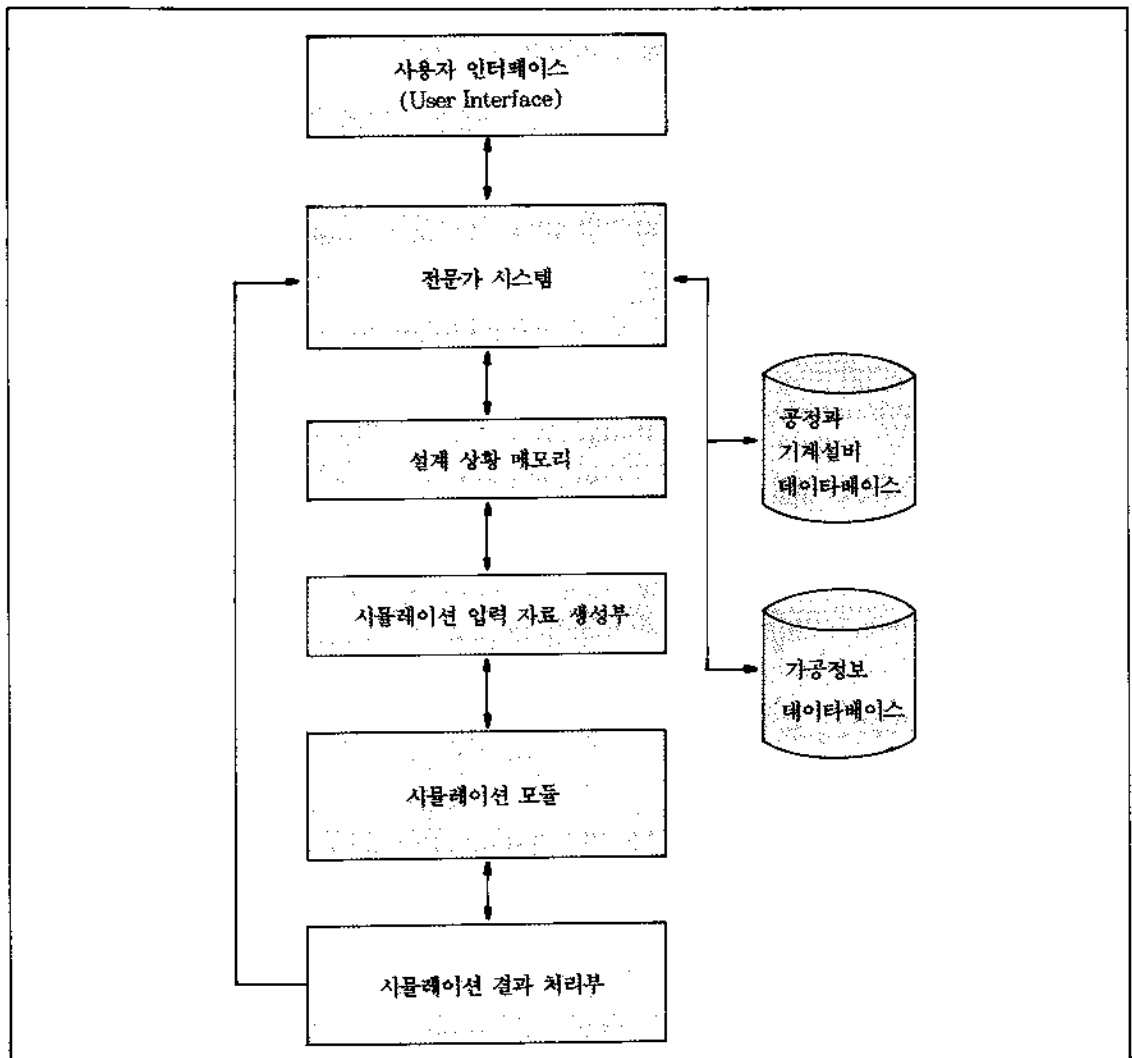 사용자 인터페이스
(User Interface)
전문가 시스템
설계 상황 메모리
공정과
기계설비
데이타베이스
시뮬레이션 입력 자료 생성부
가공정보
데이타베이스
시뮬레이션 모듈
시뮬레이션 결과 처리부